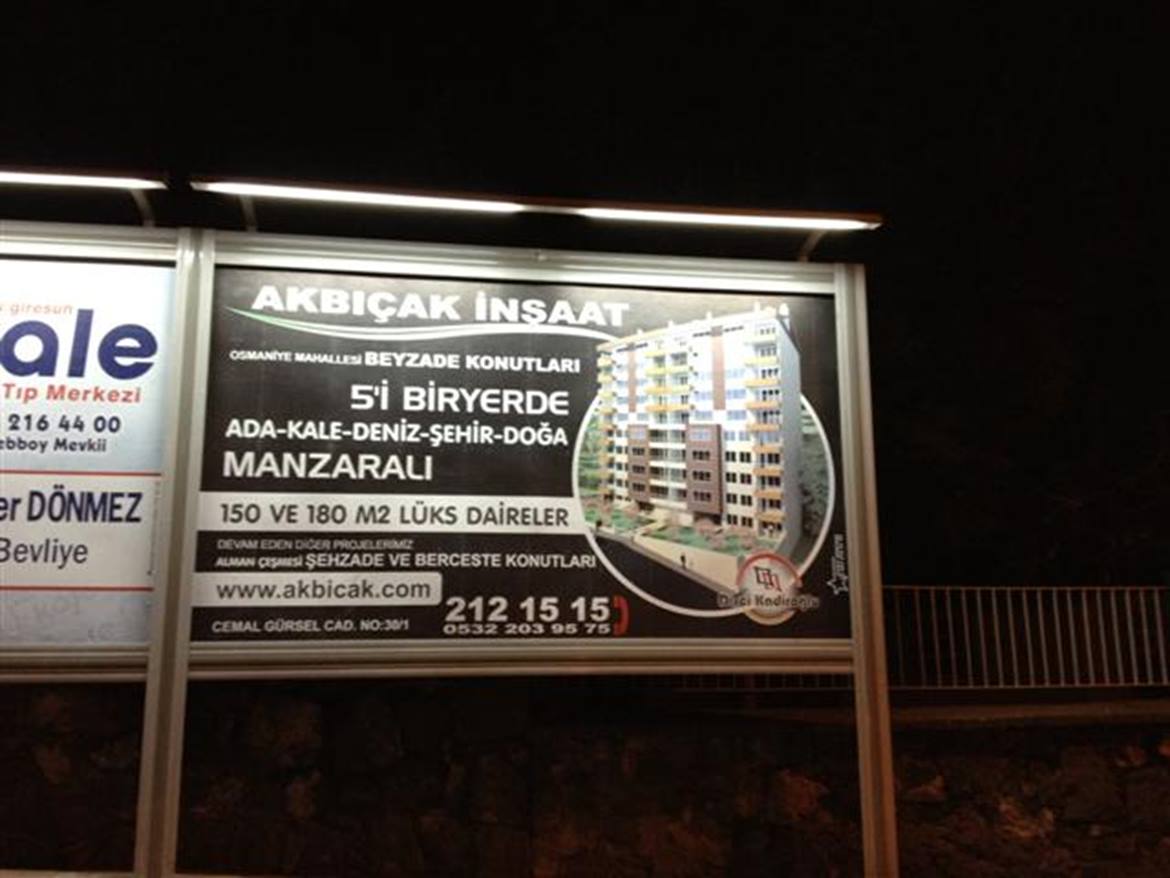 giresun
ale
Tıp Merkezi
216 44 00
ebboy Mevkii
er DÖNMEZ
Bevliye
AKBIÇAK İNŞAAT
OSMANİYE MAHALLESİ BEYZADE KONUTLARI
5'İ BİRYERDE
ADA-KALE-DENİZ-ŞEHİR-DOĞA
MANZARALI
150 VE 180 M2 LÜKS DAİRELER
DEVAM EDEN DİĞER PROJELERİMİZ
ALMAN ÇEŞMESİ ŞEHZADE VE BERCESTE KONUTLARI
www.akbicak.com
212 15 15
0532 203 95 75
CEMAL GÜRSEL CAD. NO:30/1
Kadiroğlu